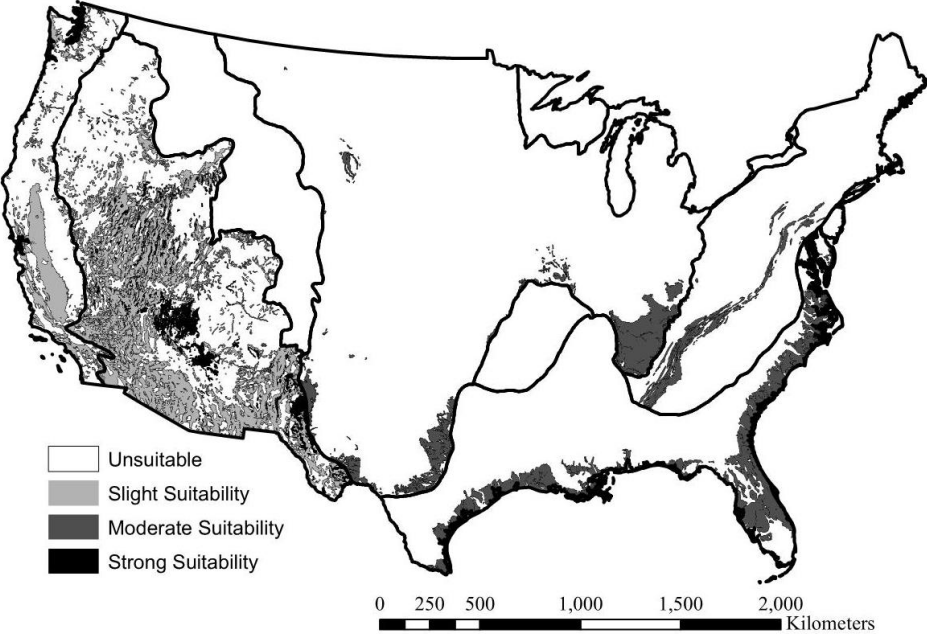 Unsuitable
Slight Suitability
Moderate Suitability
Strong Suitability
0 250 500 1,000 1,500 2,000
Kilometers